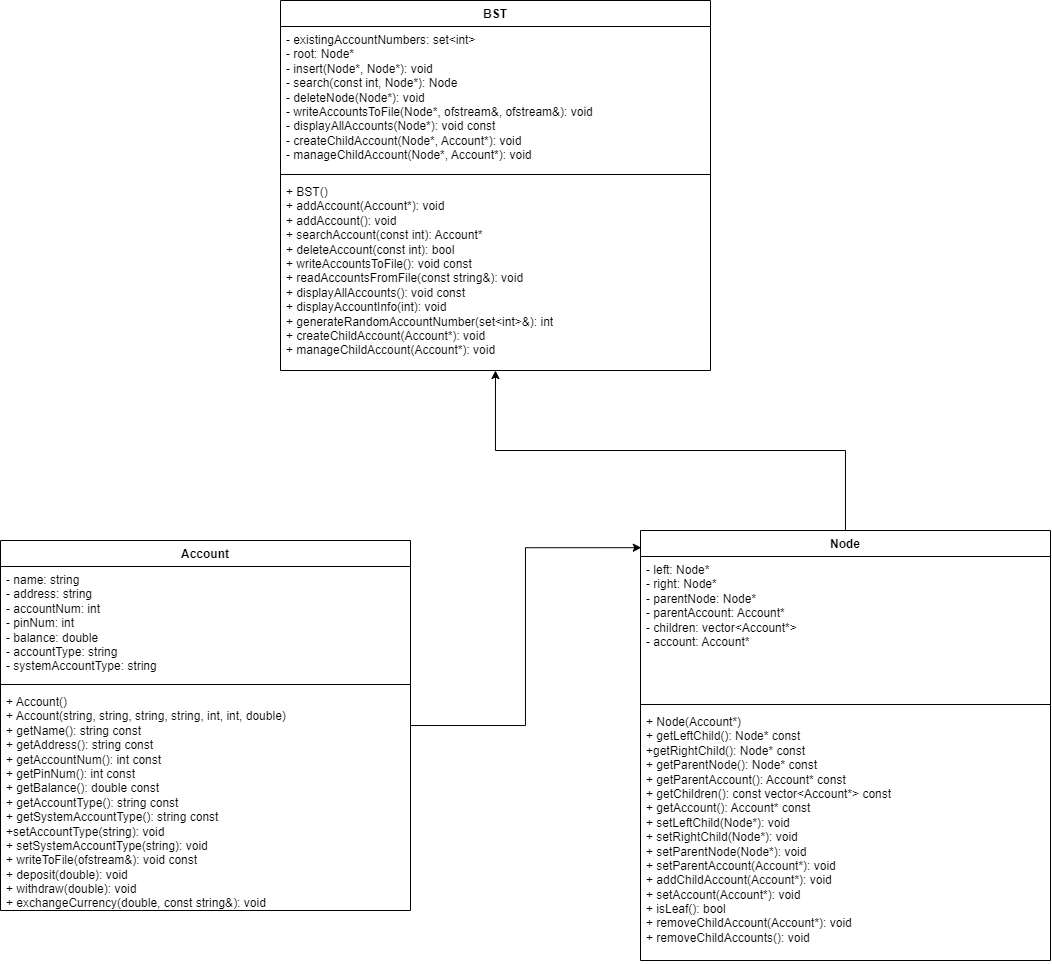 BST
- existingAccountNumbers: set<int>
- root: Node*
- insert(Node*, Node*): void
- search(const int, Node*): Node
- deleteNode(Node*): void
- writeAccountsToFile(Node*, ofstream&, ofstream&): void
- displayAllAccounts(Node*): void const
- createChildAccount(Node*, Account*): void
- manageChildAccount(Node*, Account*): void
+ BST()
+ addAccount(Account*): void
+ addAccount(): void
+ searchAccount(const int): Account*
+ deleteAccount(const int): bool
+ writeAccountsToFile(): void const
+ readAccountsFromFile(const string&): void
+ displayAllAccounts(): void const
+ displayAccountInfo(int): void
+ generateRandomAccountNumber(set<int>&): int
+ createChildAccount(Account*): void
+ manageChildAccount(Account*): void
Account
- name: string
- address: string
- accountNum: int
- pinNum: int
- balance: double
- accountType: string
- systemAccountType: string
+ Account()
+ Account(string, string, string, string, int, int, double)
+ getName(): string const
+ getAddress(): string const
+ getAccountNum(): int const
+ getPinNum(): int const
+ getBalance(): double const
+ getAccountType(): string const
+ getSystemAccountType(): string const
+setAccountType(string): void
+ setSystemAccountType(string): void
+ writeToFile(ofstream&): void const
+ deposit(double): void
+ withdraw(double): void
+ exchangeCurrency(double, const string&): void
Node
- left: Node*
- right: Node*
- parentNode: Node*
- parentAccount: Account*
- children: vector<Account*>
- account: Account*
+ Node(Account*)
+ getLeftChild(): Node* const
+getRightChild(): Node* const
+ getParentNode(): Node* const
+ getParentAccount(): Account* const
+ getChildren(): const vector<Account*> const
+ getAccount(): Account* const
+ setLeftChild(Node*): void
+ setRightChild(Node*): void
+ setParentNode(Node*): void
+ setParentAccount(Account*): void
+ addChildAccount(Account*): void
+ setAccount(Account*): void
+ isLeaf(): bool
+ removeChildAccount(Account*): void
+ removeChildAccounts(): void